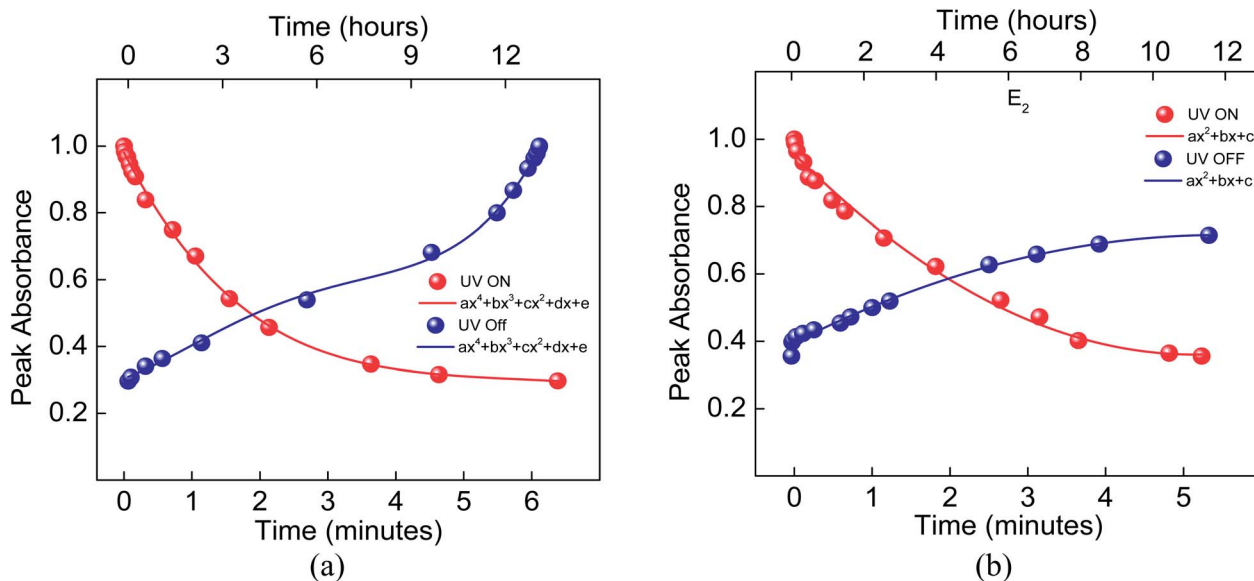 Time (hours)
0 3 6 9 12
Peak Absorbance
1.0
0.8
0.6
0.4
0.2
UV ON
ax⁴+bx³+cx²+dx+e
UV Off
ax⁴+bx³+cx²+dx+e
0 1 2 3 4 5 6
Time (minutes)
(a)
Time (hours)
0 2 4 6 8 10 12
E₂
Peak Absorbance
1.0
0.8
0.6
0.4
0.2
UV ON
ax²+bx+c
UV OFF
ax²+bx+c
0 1 2 3 4 5
Time (minutes)
(b)